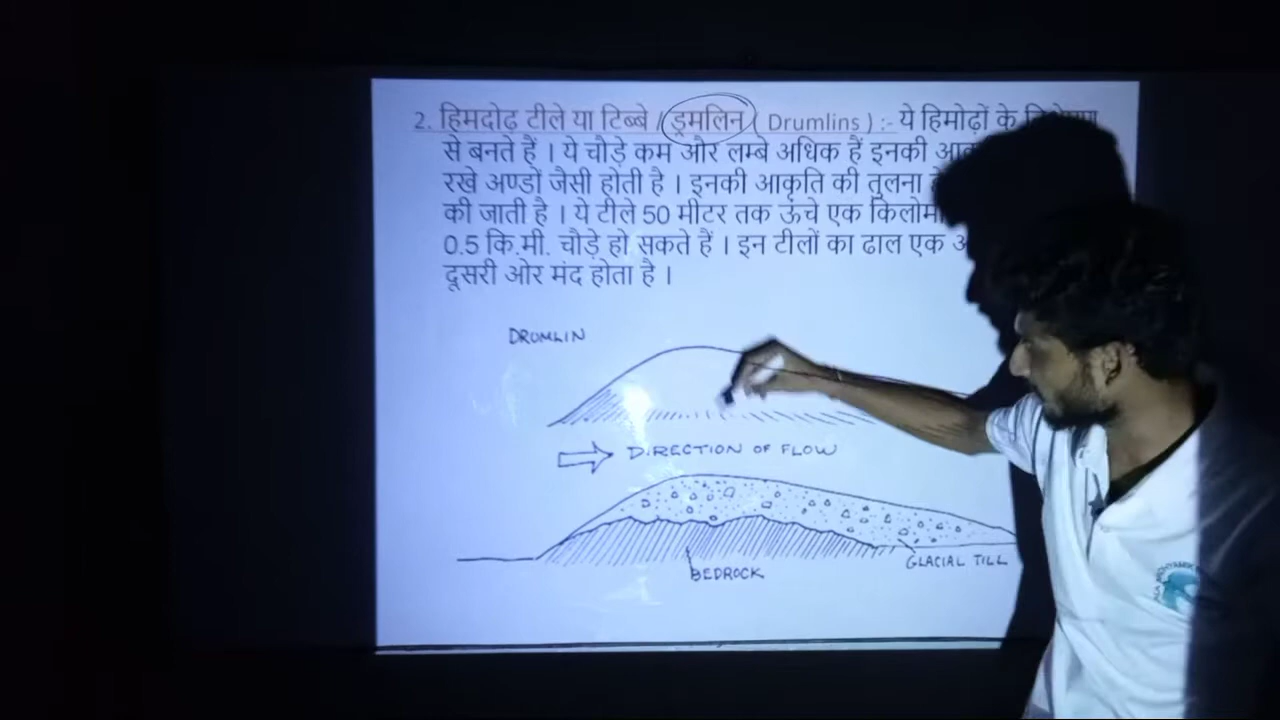 2. हिमदोढ़ टीले या टिब्बे / ड्रमलिन ( Drumlins ) :- ये हिमोढ़ों के
से बनते हैं । ये चौड़े कम और लम्बे अधिक हैं इनकी
रखे अण्डों जैसी होती है । इनकी आकृति की तुलना
की जाती है । ये टीले 50 मीटर तक ऊंचे एक
0.5 कि.मी. चौड़े हो सकते हैं । इन टीलों का ढाल एक
दूसरी ओर मंद होता है ।
DRUMLIN
DIRECTION OF FLOW
GLACIAL TILL
BEDROCK